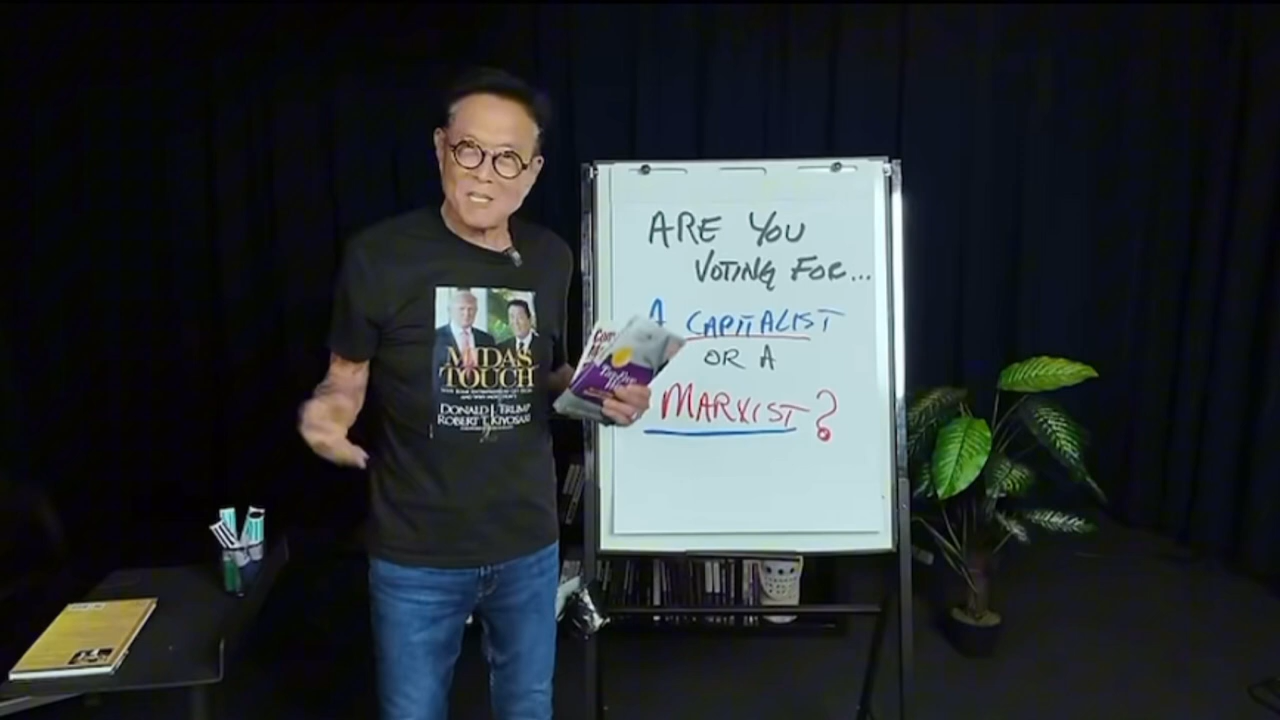 ARE YOU
VOTING FOR...
A CAPITALIST
OR A
MARXIST?
MIDAS
TOUCH
DONALD J. TRUMP
ROBERT T. KIYOSAKI